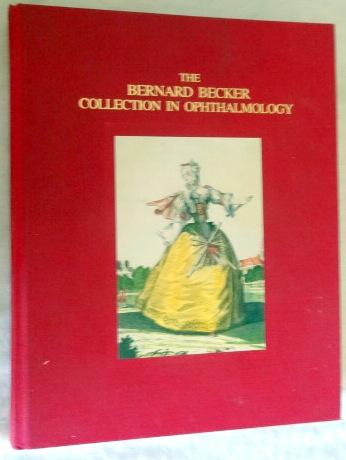 THE
BERNARD BECKER
COLLECTION IN OPHTHALMOLOGY